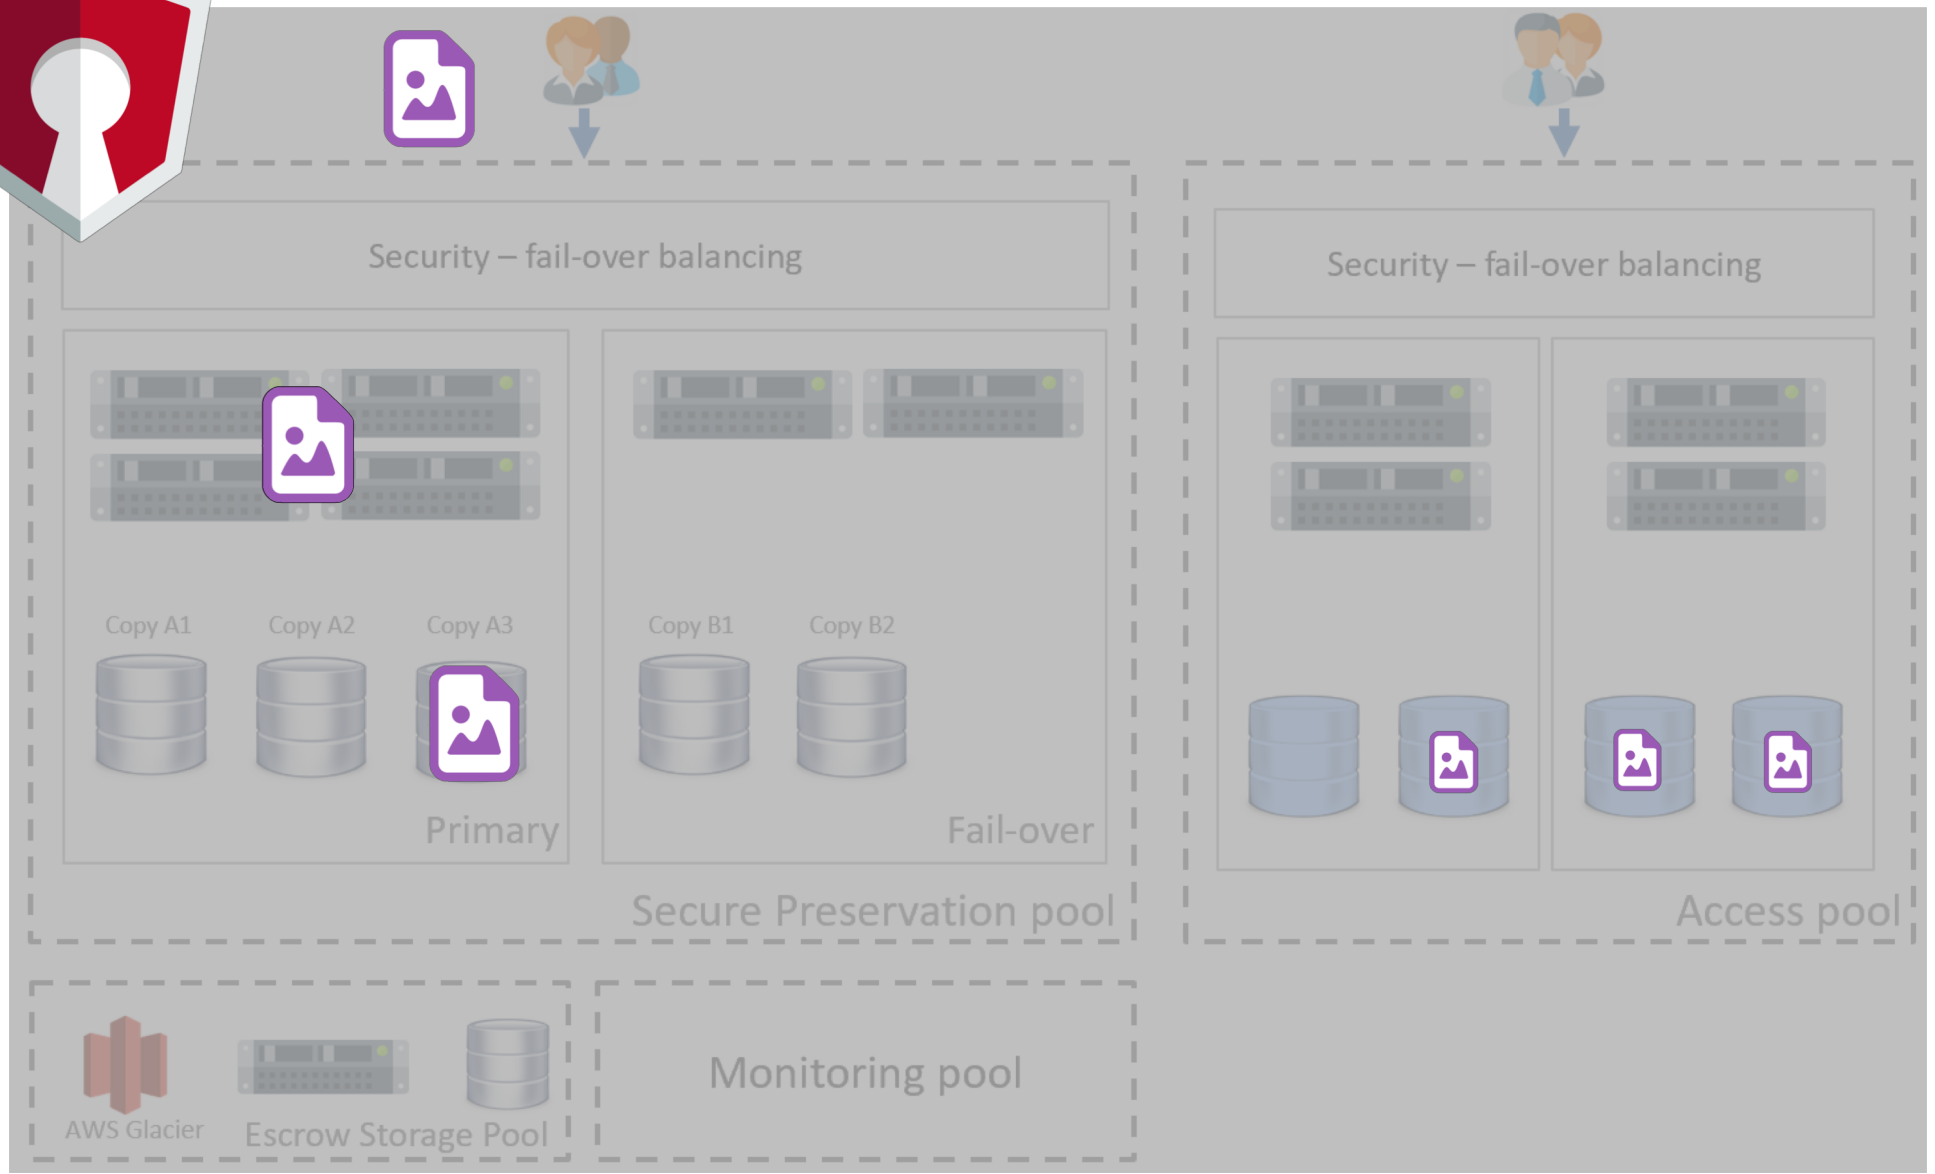 Security – fail-over balancing
Security – fail-over balancing
Copy A1
Copy A2
Copy A3
Copy B1
Copy B2
Primary
Fail-over
Secure Preservation pool
Access pool
AWS Glacier
Escrow Storage Pool
Monitoring pool